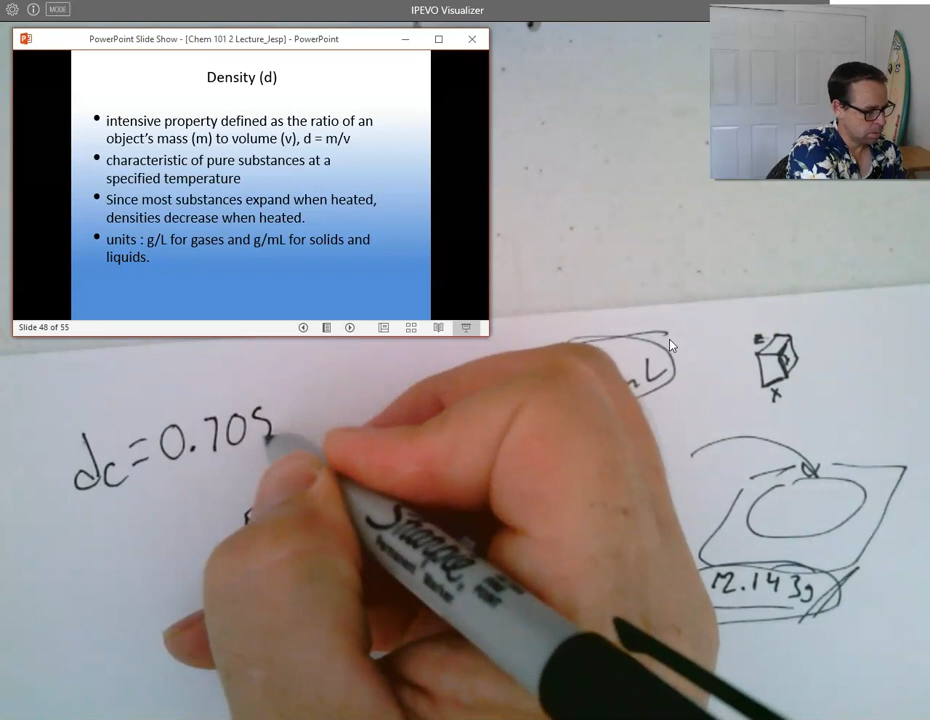 IPEVO Visualizer
MODE
PowerPoint Slide Show - [Chem 101 2 Lecture_Jesp] - PowerPoint
Density (d)
• intensive property defined as the ratio of an
object's mass (m) to volume (v), d = m/v
• characteristic of pure substances at a
specified temperature
• Since most substances expand when heated,
densities decrease when heated.
• units : g/L for gases and g/mL for solids and
liquids.
Slide 48 of 55
mL
z
x
dc = 0.705
Sharpie
12.143g